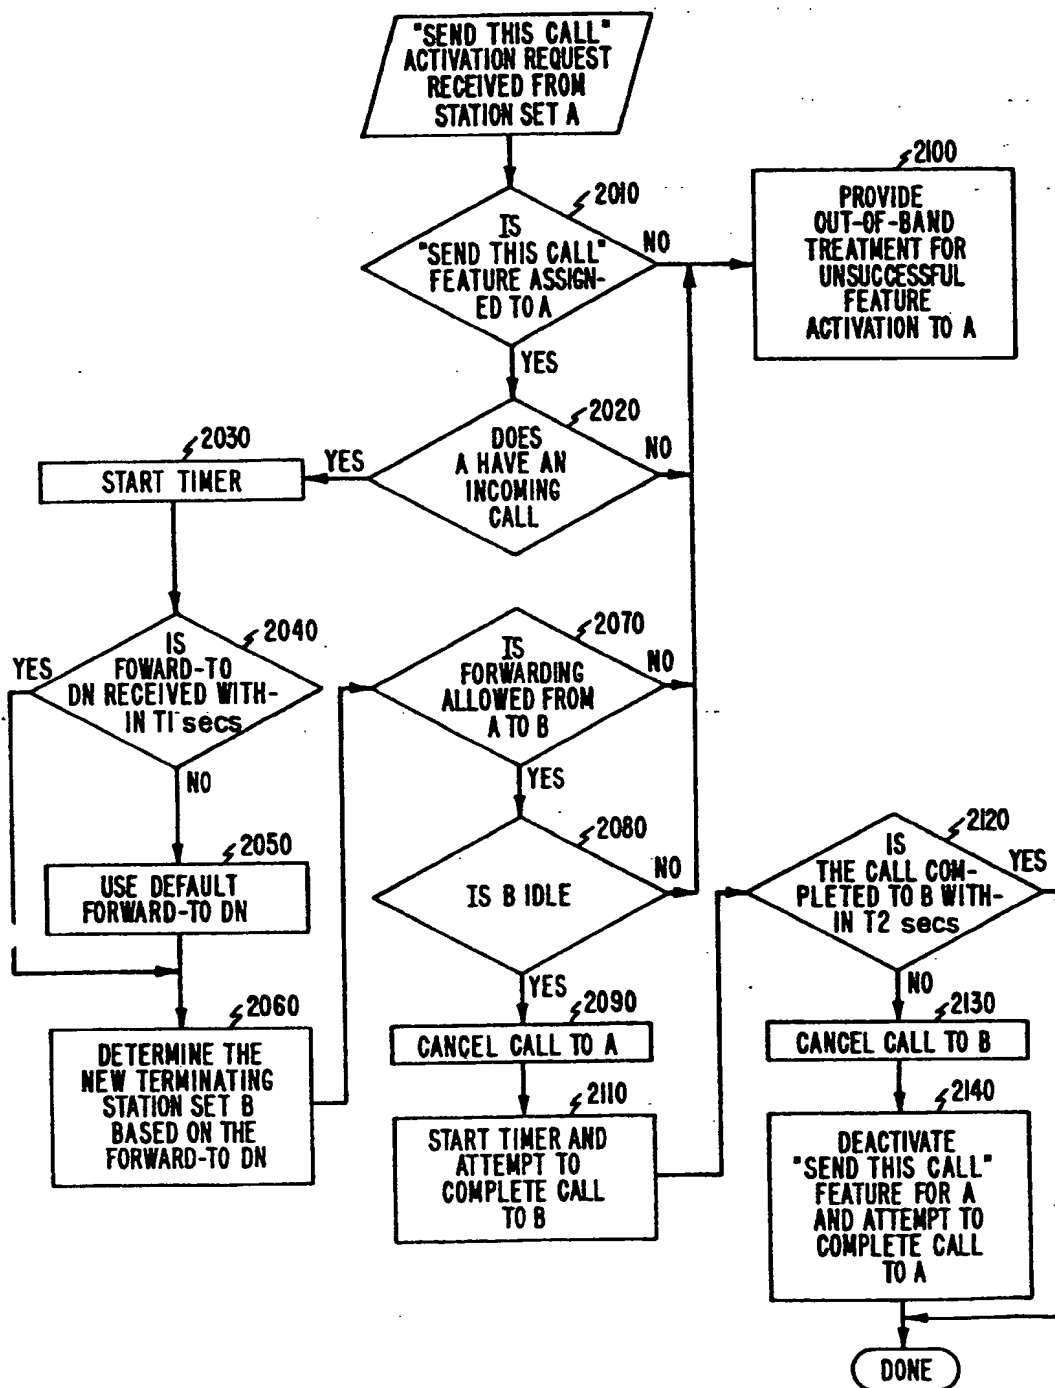 "SEND THIS CALL"
ACTIVATION REQUEST
RECEIVED FROM
STATION SET A
2010
IS
"SEND THIS CALL"
FEATURE ASSIGN-
ED TO A
NO
YES
2100
PROVIDE
OUT-OF-BAND
TREATMENT FOR
UNSUCCESSFUL
FEATURE
ACTIVATION TO A
2020
DOES
A HAVE AN
INCOMING
CALL
NO
YES
2030
START TIMER
2040
IS
FOWARD-TO
DN RECEIVED WITH-
IN T1 secs
YES
NO
2050
USE DEFAULT
FORWARD-TO DN
2060
DETERMINE THE
NEW TERMINATING
STATION SET B
BASED ON THE
FORWARD-TO DN
2070
IS
FORWARDING
ALLOWED FROM
A TO B
NO
YES
2080
IS B IDLE
NO
YES
2090
CANCEL CALL TO A
2110
START TIMER AND
ATTEMPT TO
COMPLETE CALL
TO B
2120
IS
THE CALL COM-
PLETED TO B WITH-
IN T2 secs
YES
NO
2130
CANCEL CALL TO B
2140
DEACTIVATE
"SEND THIS CALL"
FEATURE FOR A
AND ATTEMPT TO
COMPLETE CALL
TO A
DONE